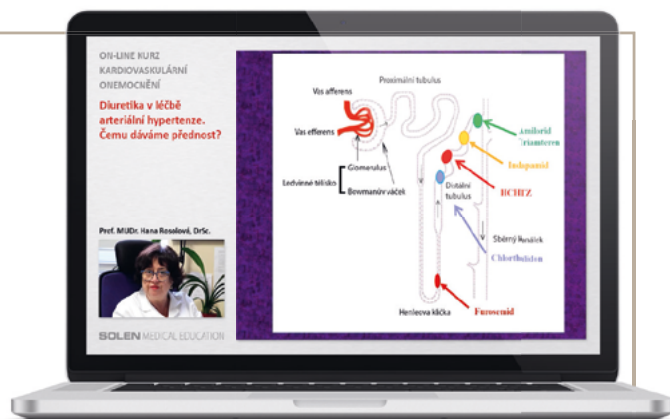 ON-LINE KURZ
KARDIOVASKULÁRNÍ
ONEMOCNĚNÍ
Diuretika v léčbě
arteriální hypertenze.
Čemu dáváme přednost?
Prof. MUDr. Hana Rosolová, DrSc.
SOLEN MEDICAL EDUCATION
Proximální tubulus
Vas afferens
Vas efferens
Glomerulus
Ledvinné tělísko
Bowmanův váček
Amilorid
Triamteren
Indapamid
HCHTZ
Distální
tubulus
Sběrný kanálek
Chlorthaliden
Henleova klička
Furosemid